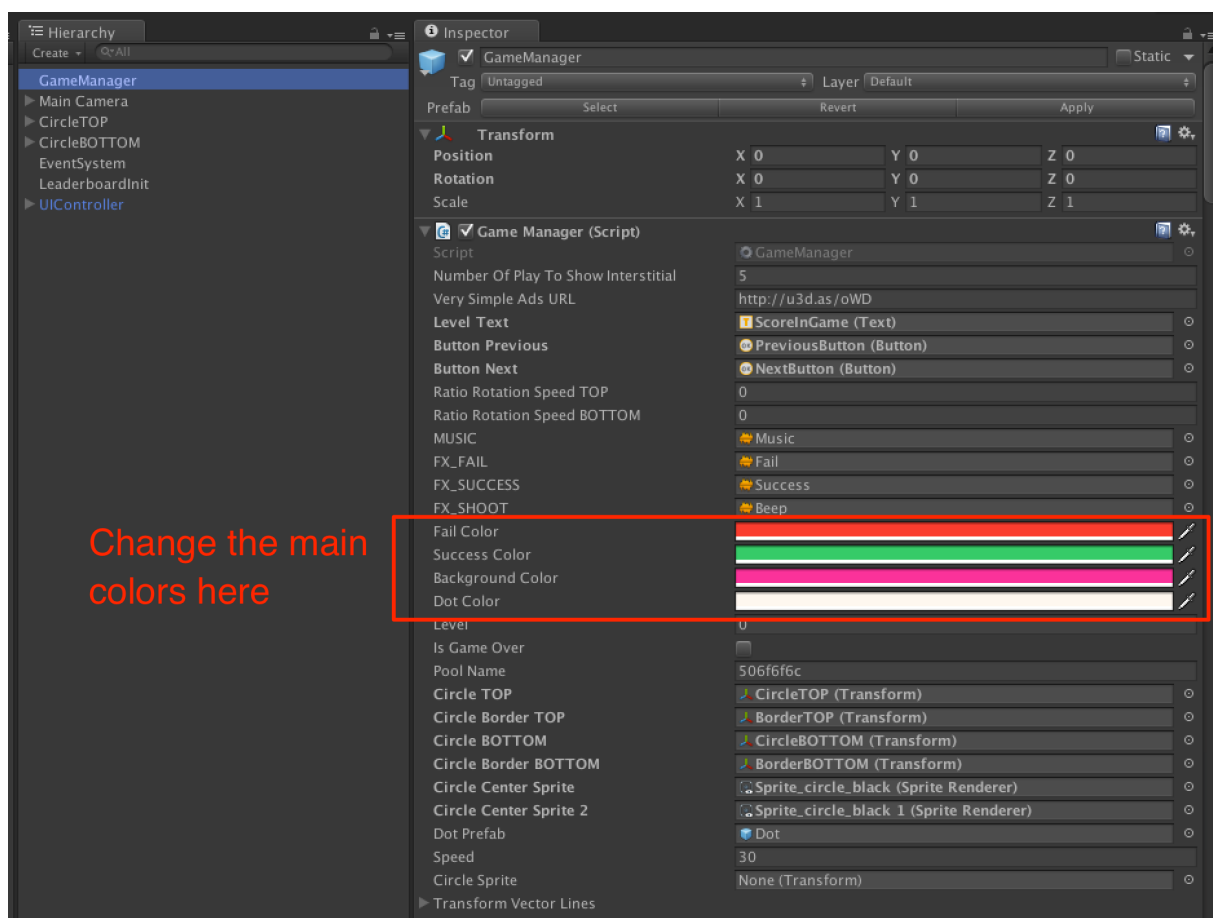 Hierarchy
Create
All
GameManager
Main Camera
CircleTOP
CircleBOTTOM
EventSystem
LeaderboardInit
UIController
Inspector
GameManager Static
Tag Untagged Layer Default
Prefab Select Revert Apply
Transform
Position X 0 Y 0 Z 0
Rotation X 0 Y 0 Z 0
Scale X 1 Y 1 Z 1
Game Manager (Script)
Script GameManager
Number Of Play To Show Interstitial 5
Very Simple Ads URL http://u3d.as/oWD
Level Text ScoreInGame (Text)
Button Previous PreviousButton (Button)
Button Next NextButton (Button)
Ratio Rotation Speed TOP 0
Ratio Rotation Speed BOTTOM 0
MUSIC Music
FX_FAIL Fail
FX_SUCCESS Success
FX_SHOOT Beep
Change the main
colors here
Fail Color
Success Color
Background Color
Dot Color
Level 0
Is Game Over
Pool Name 506f6f6c
Circle TOP CircleTOP (Transform)
Circle Border TOP BorderTOP (Transform)
Circle BOTTOM CircleBOTTOM (Transform)
Circle Border BOTTOM BorderBOTTOM (Transform)
Circle Center Sprite Sprite_circle_black (Sprite Renderer)
Circle Center Sprite 2 Sprite_circle_black 1 (Sprite Renderer)
Dot Prefab Dot
Speed 30
Circle Sprite None (Transform)
Transform Vector Lines